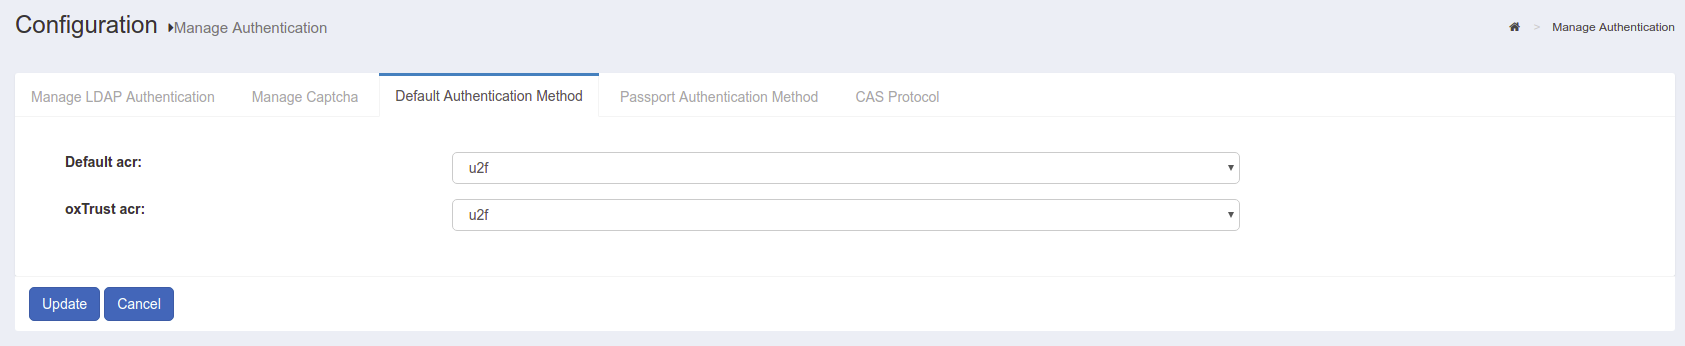 Configuration Manage Authentication
> Manage Authentication
Manage LDAP Authentication Manage Captcha Default Authentication Method Passport Authentication Method CAS Protocol
Default acr: u2f
oxTrust acr: u2f
Update Cancel